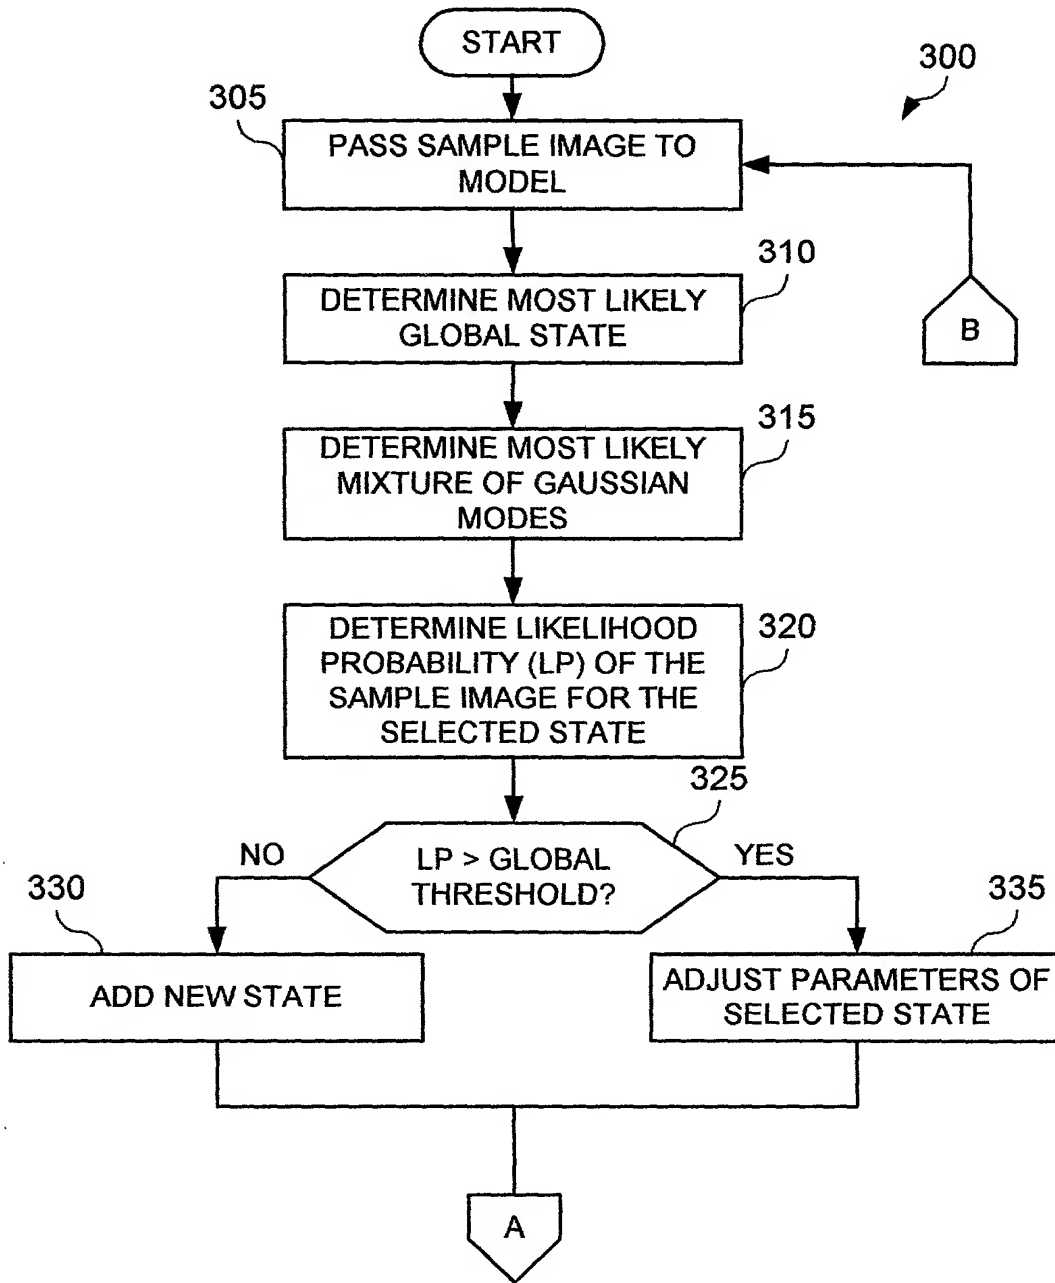 START
300
305
PASS SAMPLE IMAGE TO
MODEL
310
DETERMINE MOST LIKELY
GLOBAL STATE
B
315
DETERMINE MOST LIKELY
MIXTURE OF GAUSSIAN
MODES
320
DETERMINE LIKELIHOOD
PROBABILITY (LP) OF THE
SAMPLE IMAGE FOR THE
SELECTED STATE
325
NO
LP > GLOBAL
THRESHOLD?
YES
330
ADD NEW STATE
335
ADJUST PARAMETERS OF
SELECTED STATE
A